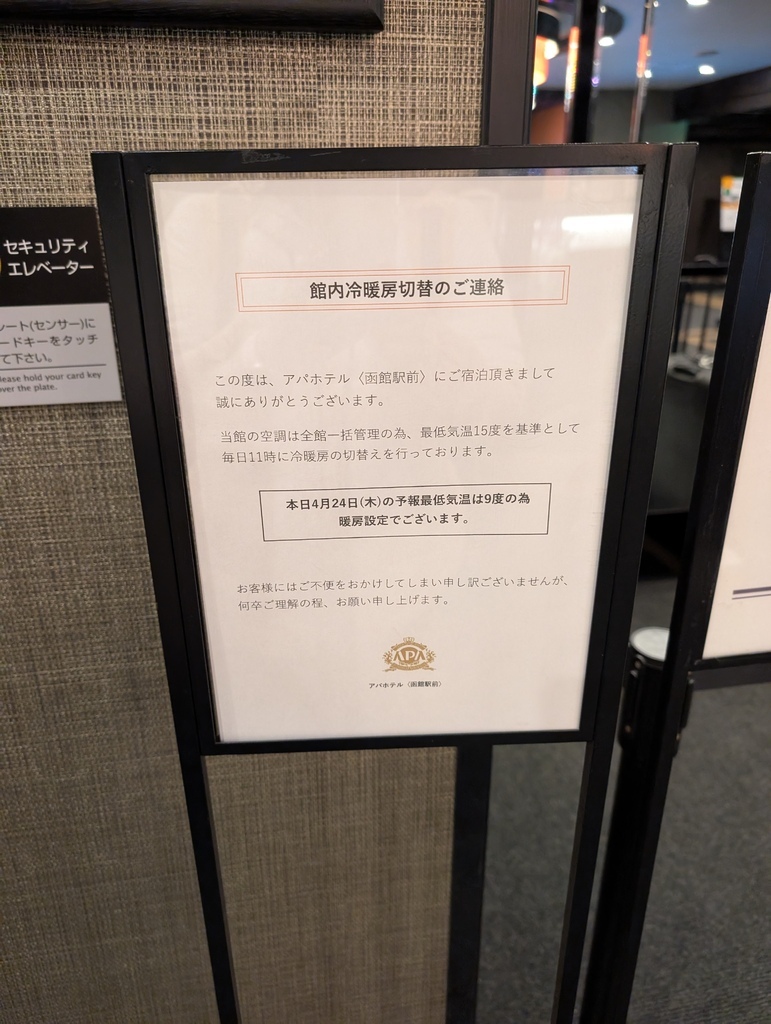 セキュリティ
エレベーター
レート(センサー)に
ードキーをタッチ
て下さい。
lease hold your card key
ver the plate.
館内冷暖房切替のご連絡
この度は、アパホテル〈函館駅前〉にご宿泊頂きまして
誠にありがとうございます。
当館の空調は全館一括管理の為、最低気温15度を基準として
毎日11時に冷暖房の切替えを行っております。
本日4月24日(木)の予報最低気温は9度の為
暖房設定でございます。
お客様にはご不便をおかけしてしまい申し訳ございませんが、
何卒ご理解の程、お願い申し上げます。
APA
アパホテル〈函館駅前〉